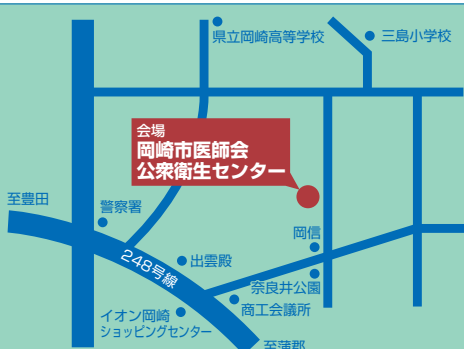 県立岡崎高等学校
三島小学校
会場
岡崎市医師会
公衆衛生センター
至豊田
警察署
岡信
248号線
出雲殿
奈良井公園
商工会議所
イオン岡崎
ショッピングセンター
至蒲郡